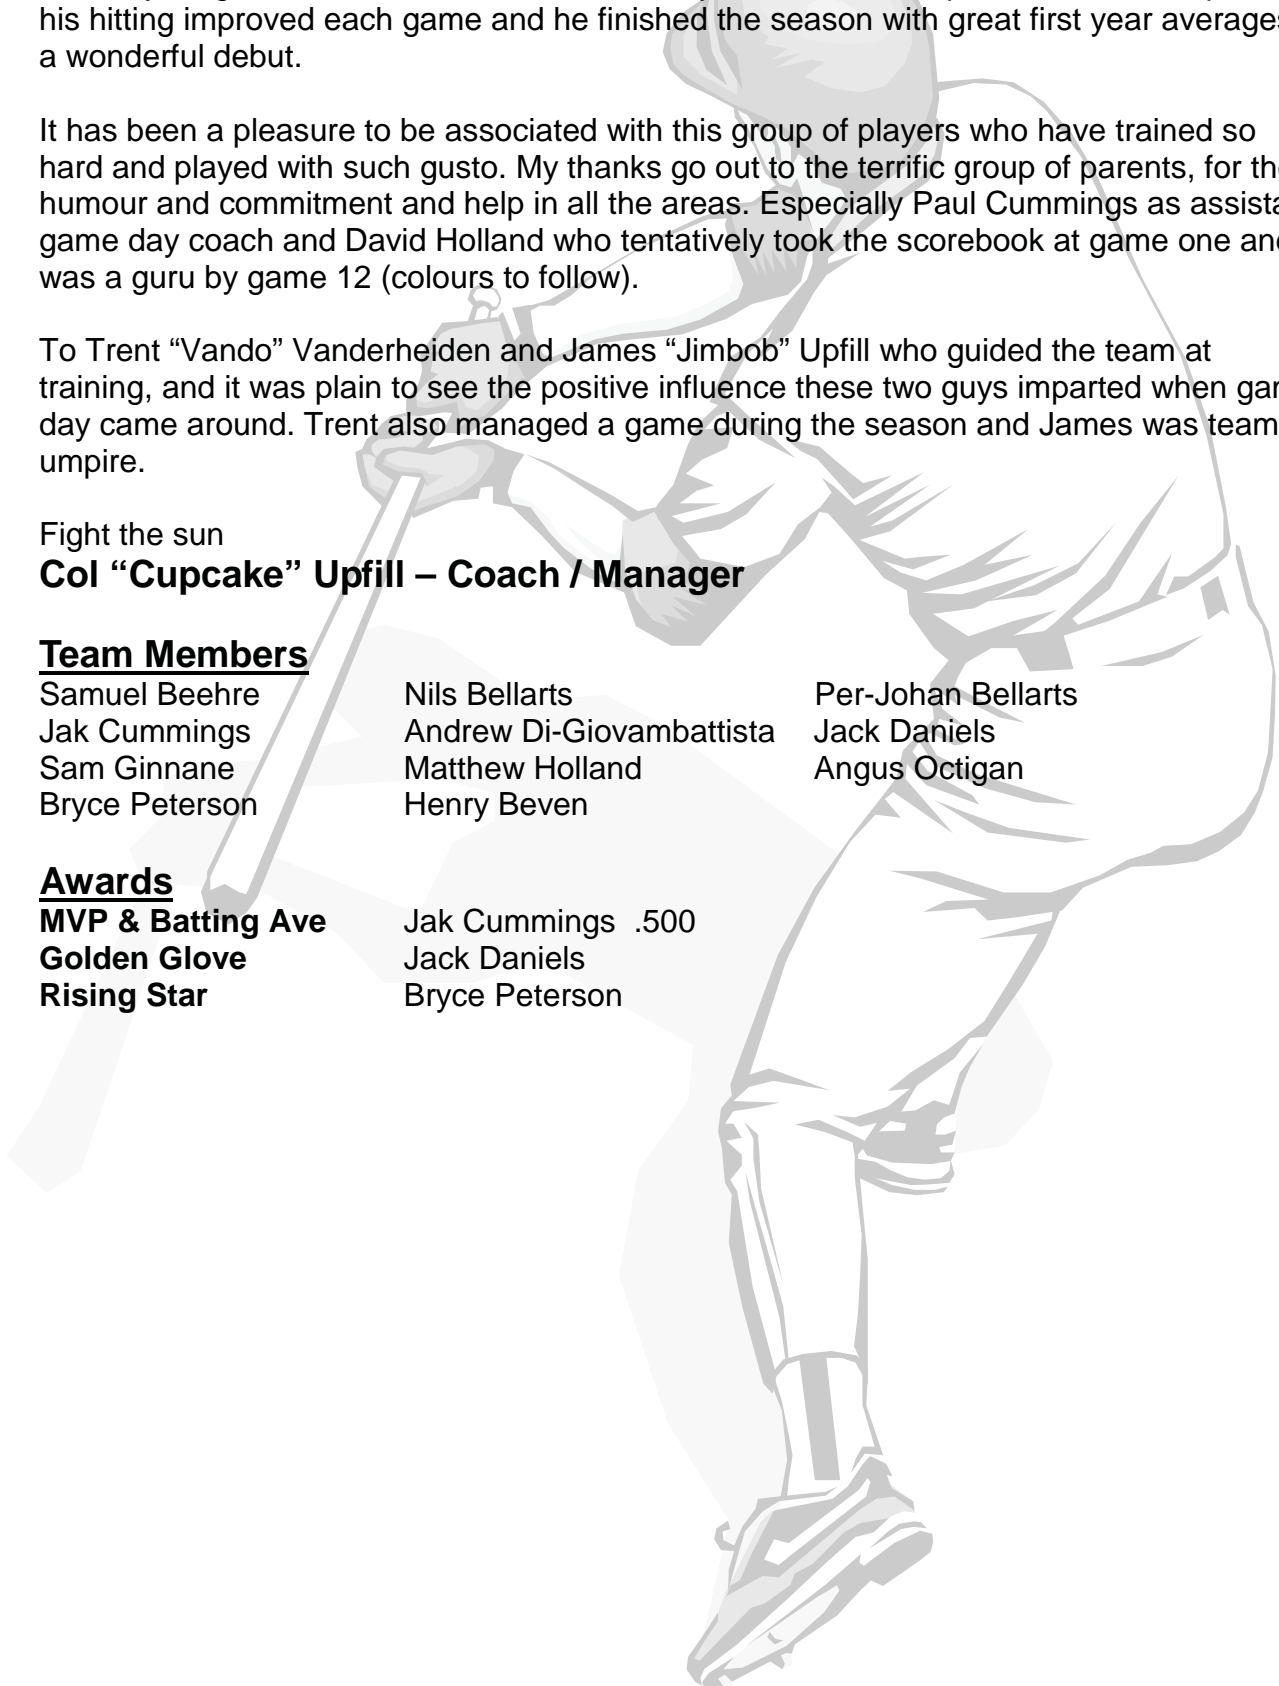 his hitting improved each game and he finished the season with great first year averages
a wonderful debut.
It has been a pleasure to be associated with this group of players who have trained so
hard and played with such gusto. My thanks go out to the terrific group of parents, for
humour and commitment and help in all the areas. Especially Paul Cummings as
game day coach and David Holland who tentatively took the scorebook at game one and
was a guru by game 12 (colours to follow).
To Trent “Vando” Vanderheiden and James “Jimbob” Upfill who guided the team at
training, and it was plain to see the positive influence these two guys imparted when
day came around. Trent also managed a game during the season and James was team
umpire.
Fight the sun
Col “Cupcake” Upfill – Coach / Manager
Team Members
Samuel Beehre Nils Bellarts Per-Johan Bellarts
Jak Cummings Andrew Di-Giovambattista Jack Daniels
Sam Ginnane Matthew Holland Angus Octigan
Bryce Peterson Henry Beven
Awards
MVP & Batting Ave Jak Cummings .500
Golden Glove Jack Daniels
Rising Star Bryce Peterson